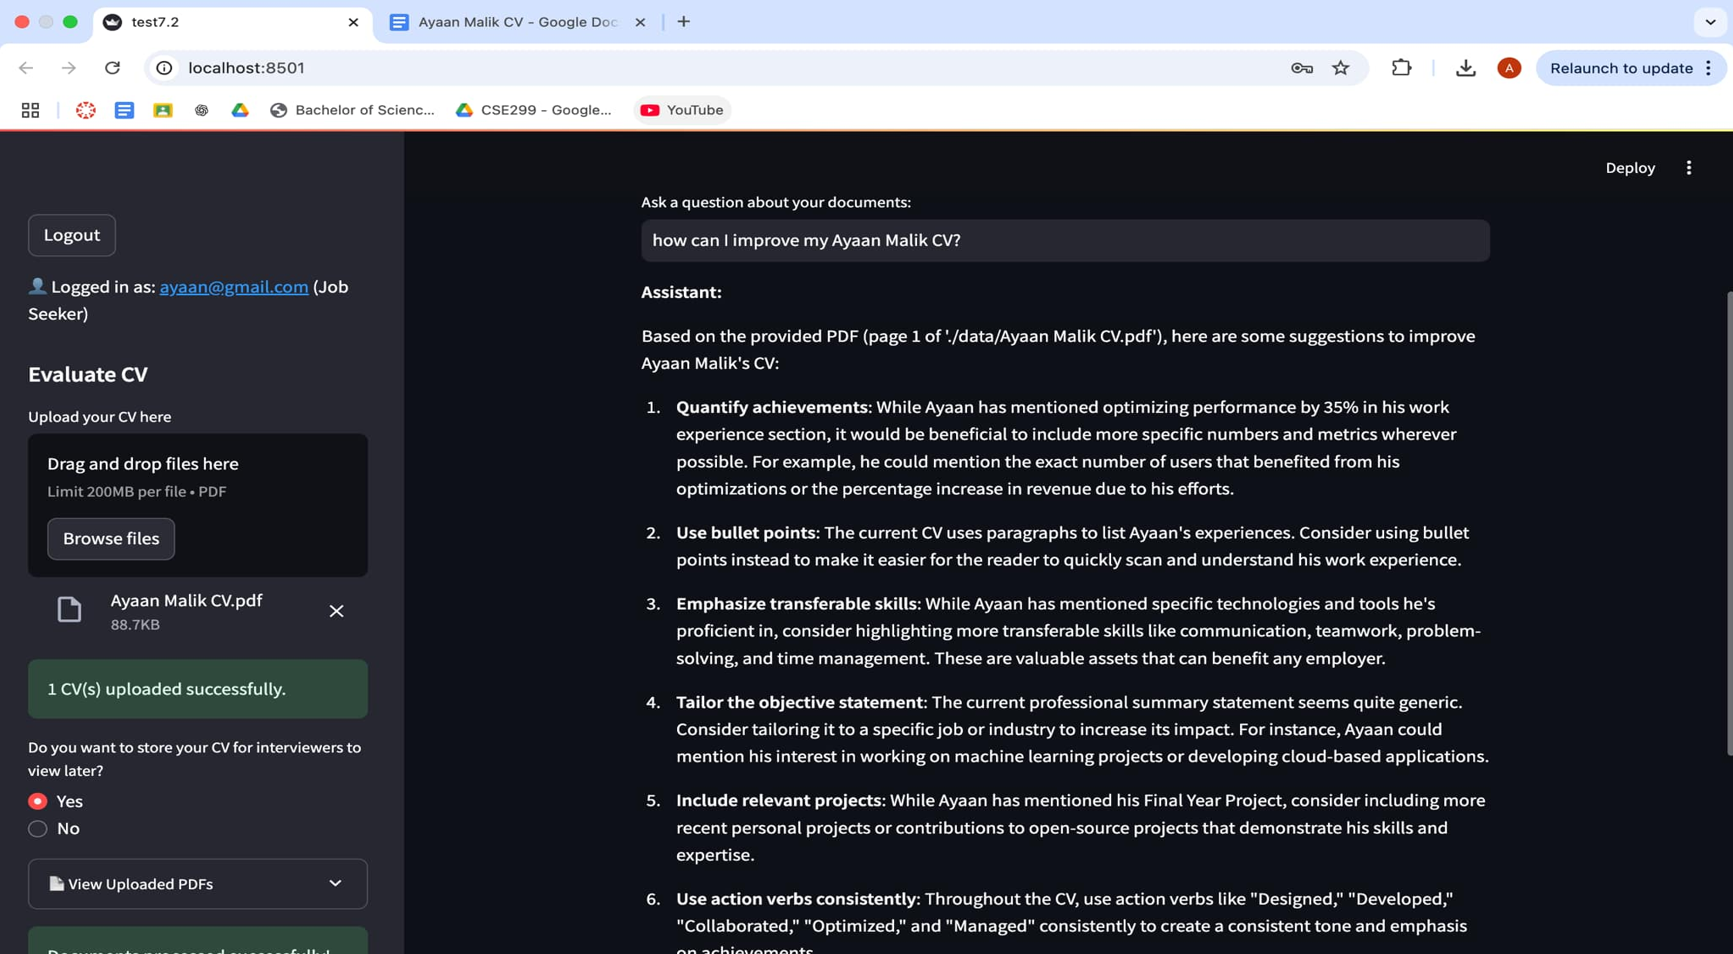 test7.2
Ayaan Malik CV - Google Doc
localhost:8501
A
Relaunch to update
Bachelor of Scienc...
CSE299 - Google...
YouTube
Deploy
Logout
Logged in as: ayaan@gmail.com (Job
Seeker)
Evaluate CV
Upload your CV here
Drag and drop files here
Limit 200MB per file • PDF
Browse files
Ayaan Malik CV.pdf
88.7KB
1 CV(s) uploaded successfully.
Do you want to store your CV for interviewers to
view later?
Yes
No
View Uploaded PDFs
Documents processed successfully!
Ask a question about your documents:
how can I improve my Ayaan Malik CV?
Assistant:
Based on the provided PDF (page 1 of './data/Ayaan Malik CV.pdf'), here are some suggestions to improve
Ayaan Malik's CV:
1. Quantify achievements: While Ayaan has mentioned optimizing performance by 35% in his work
experience section, it would be beneficial to include more specific numbers and metrics wherever
possible. For example, he could mention the exact number of users that benefited from his
optimizations or the percentage increase in revenue due to his efforts.
2. Use bullet points: The current CV uses paragraphs to list Ayaan's experiences. Consider using bullet
points instead to make it easier for the reader to quickly scan and understand his work experience.
3. Emphasize transferable skills: While Ayaan has mentioned specific technologies and tools he's
proficient in, consider highlighting more transferable skills like communication, teamwork, problem-
solving, and time management. These are valuable assets that can benefit any employer.
4. Tailor the objective statement: The current professional summary statement seems quite generic.
Consider tailoring it to a specific job or industry to increase its impact. For instance, Ayaan could
mention his interest in working on machine learning projects or developing cloud-based applications.
5. Include relevant projects: While Ayaan has mentioned his Final Year Project, consider including more
recent personal projects or contributions to open-source projects that demonstrate his skills and
expertise.
6. Use action verbs consistently: Throughout the CV, use action verbs like "Designed," "Developed,"
"Collaborated," "Optimized," and "Managed" consistently to create a consistent tone and emphasis
on achievements.